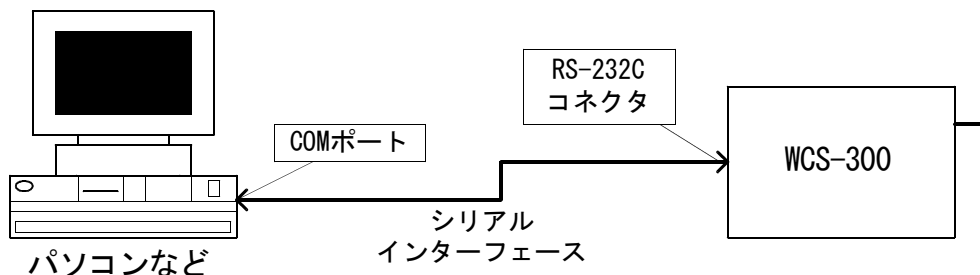 RS-232C
コネクタ
COMポート
WCS-300
シリアル
インターフェース
パソコンなど